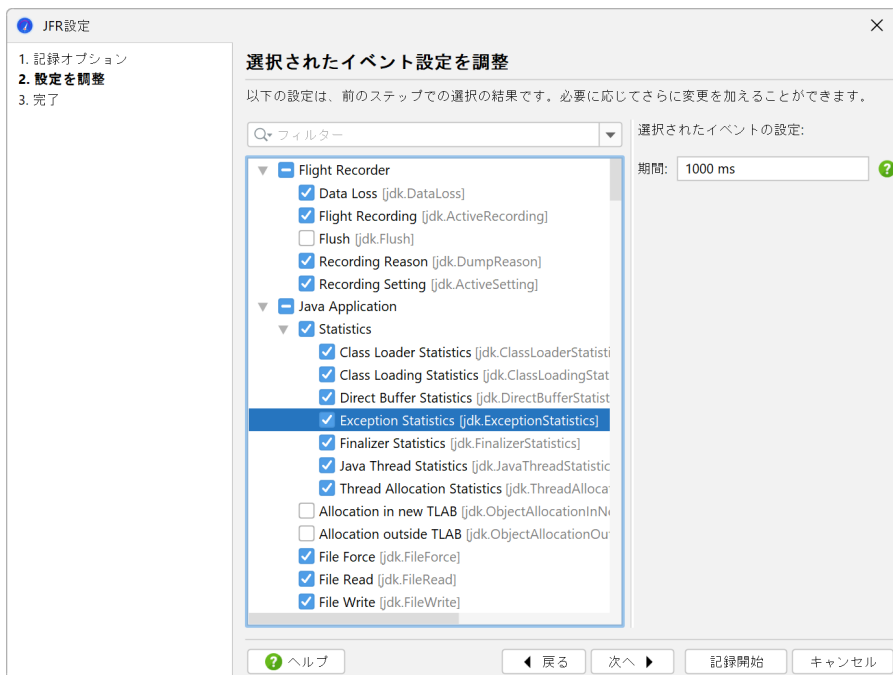 JFR設定
1. 記録オプション
2. 設定を調整
3. 完了
選択されたイベント設定を調整
以下の設定は、前のステップでの選択の結果です。必要に応じてさらに変更を加えることができます。
フィルター
Flight Recorder
Data Loss [jdk.DataLoss]
Flight Recording [jdk.ActiveRecording]
Flush [jdk.Flush]
Recording Reason [jdk.DumpReason]
Recording Setting [jdk.ActiveSetting]
Java Application
Statistics
Class Loader Statistics [jdk.ClassLoaderStatisti
Class Loading Statistics [jdk.ClassLoadingStat
Direct Buffer Statistics [jdk.DirectBufferStatist
Exception Statistics [jdk.ExceptionStatistics]
Finalizer Statistics [jdk.FinalizerStatistics]
Java Thread Statistics [jdk.JavaThreadStatistic
Thread Allocation Statistics [jdk.ThreadAlloca
Allocation in new TLAB [jdk.ObjectAllocationInN
Allocation outside TLAB [jdk.ObjectAllocationOu
File Force [jdk.FileForce]
File Read [jdk.FileRead]
File Write [jdk.FileWrite]
選択されたイベントの設定:
期間: 1000 ms
ヘルプ
戻る
次へ
記録開始
キャンセル